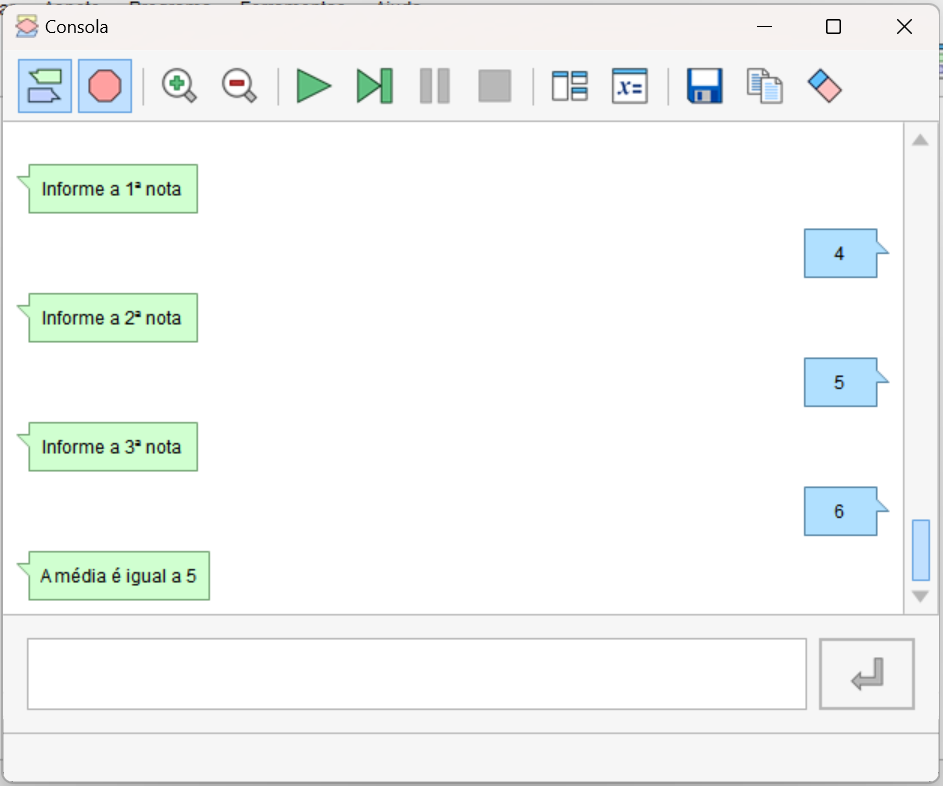 Consola
x=
Informe a 1ª nota
4
Informe a 2ª nota
5
Informe a 3ª nota
6
A média é igual a 5